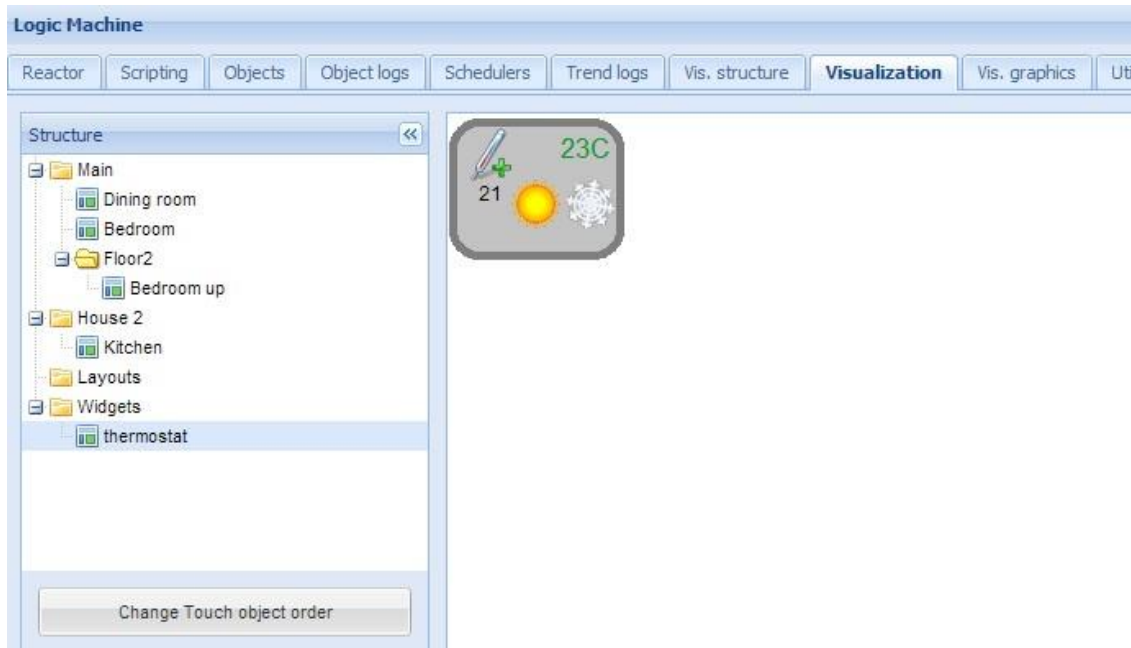 Logic Machine
Reactor Scripting Objects Object logs Schedulers Trend logs Vis. structure Visualization Vis. graphics Uti
Structure
Main
Dining room
Bedroom
Floor2
Bedroom up
House 2
Kitchen
Layouts
Widgets
thermostat
Change Touch object order
23C
21